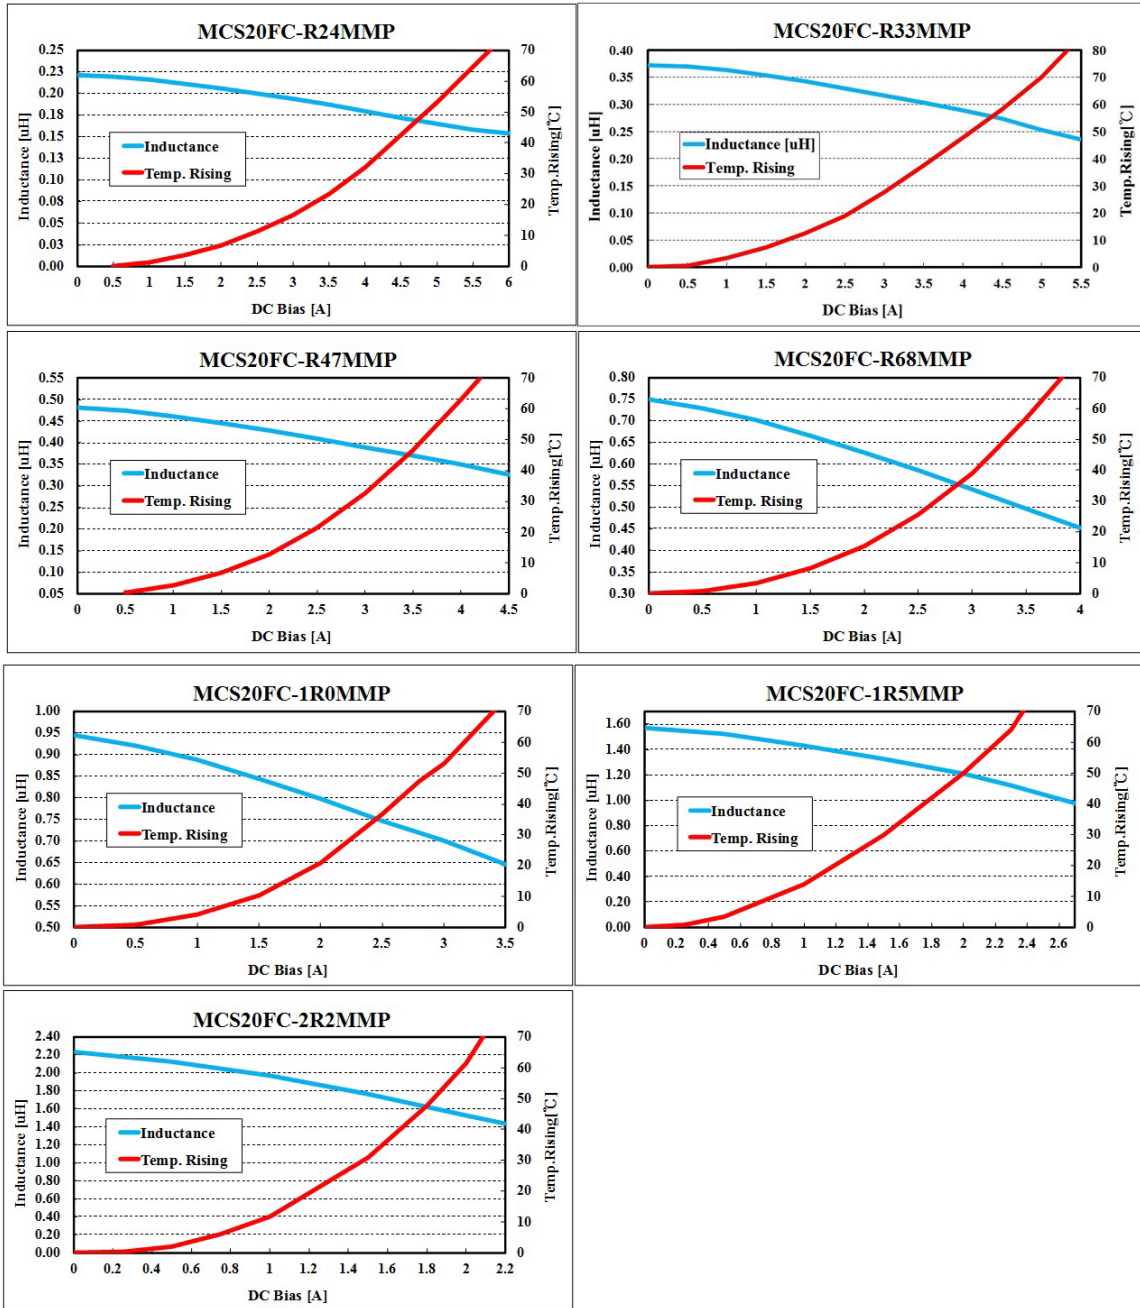 MCS20FC-R24MMP
Inductance [uH]
0.25
0.23
0.20
0.18
0.15
0.13
0.10
0.08
0.05
0.03
0.00
Inductance
Temp. Rising
70
60
50
40
30
20
10
0
Temp.Rising[℃]
0 0.5 1 1.5 2 2.5 3 3.5 4 4.5 5 5.5 6
DC Bias [A]
MCS20FC-R33MMP
Inductance [uH]
0.40
0.35
0.30
0.25
0.20
0.15
0.10
0.05
0.00
Inductance [uH]
Temp. Rising
80
70
60
50
40
30
20
10
0
Temp.Rising[℃]
0 0.5 1 1.5 2 2.5 3 3.5 4 4.5 5 5.5
DC Bias [A]
MCS20FC-R47MMP
Inductance [uH]
0.55
0.50
0.45
0.40
0.35
0.30
0.25
0.20
0.15
0.10
0.05
Inductance
Temp. Rising
70
60
50
40
30
20
10
0
Temp.Rising[℃]
0 0.5 1 1.5 2 2.5 3 3.5 4 4.5
DC Bias [A]
MCS20FC-R68MMP
Inductance [uH]
0.80
0.75
0.70
0.65
0.60
0.55
0.50
0.45
0.40
0.35
0.30
Inductance
Temp. Rising
70
60
50
40
30
20
10
0
Temp.Rising[℃]
0 0.5 1 1.5 2 2.5 3 3.5 4
DC Bias [A]
MCS20FC-1R0MMP
Inductance [uH]
1.00
0.95
0.90
0.85
0.80
0.75
0.70
0.65
0.60
0.55
0.50
Inductance
Temp. Rising
70
60
50
40
30
20
10
0
Temp.Rising[℃]
0 0.5 1 1.5 2 2.5 3 3.5
DC Bias [A]
MCS20FC-1R5MMP
Inductance [uH]
1.60
1.40
1.20
1.00
0.80
0.60
0.40
0.20
0.00
Inductance
Temp. Rising
70
60
50
40
30
20
10
0
Temp.Rising[℃]
0 0.2 0.4 0.6 0.8 1 1.2 1.4 1.6 1.8 2 2.2 2.4 2.6
DC Bias [A]
MCS20FC-2R2MMP
Inductance [uH]
2.40
2.20
2.00
1.80
1.60
1.40
1.20
1.00
0.80
0.60
0.40
0.20
0.00
Inductance
Temp. Rising
70
60
50
40
30
20
10
0
Temp.Rising[℃]
0 0.2 0.4 0.6 0.8 1 1.2 1.4 1.6 1.8 2 2.2
DC Bias [A]